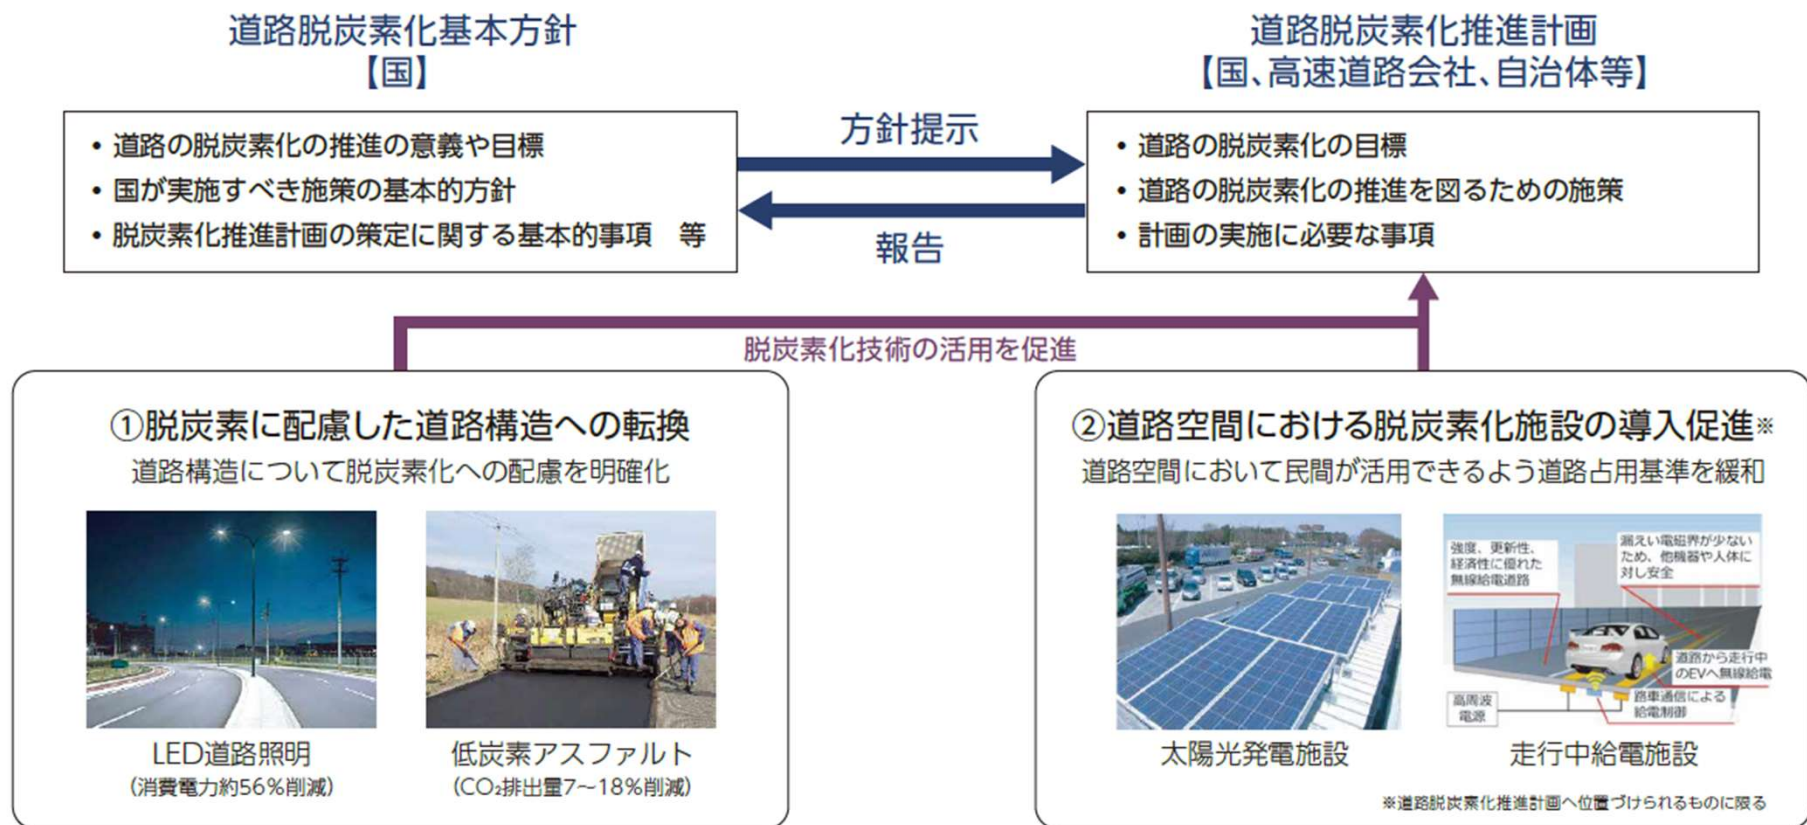 道路脱炭素化基本方針
【国】
• 道路の脱炭素化の推進の意義や目標
• 国が実施すべき施策の基本的方針
• 脱炭素化推進計画の策定に関する基本的事項　等
方針提示
報告
道路脱炭素化推進計画
【国、高速道路会社、自治体等】
• 道路の脱炭素化の目標
• 道路の脱炭素化の推進を図るための施策
• 計画の実施に必要な事項
脱炭素化技術の活用を促進
①脱炭素に配慮した道路構造への転換
道路構造について脱炭素化への配慮を明確化
LED道路照明
(消費電力約56%削減)
低炭素アスファルト
(CO₂排出量7～18%削減)
②道路空間における脱炭素化施設の導入促進※
道路空間において民間が活用できるよう道路占用基準を緩和
太陽光発電施設
強度、更新性、
経済性に優れた
無線給電道路
漏えい電磁界が少ない
ため、他機器や人体に
対し安全
道路から走行中
のEVへ無線給電
路車通信による
給電制御
高周波
電源
走行中給電施設
※道路脱炭素化推進計画へ位置づけられるものに限る